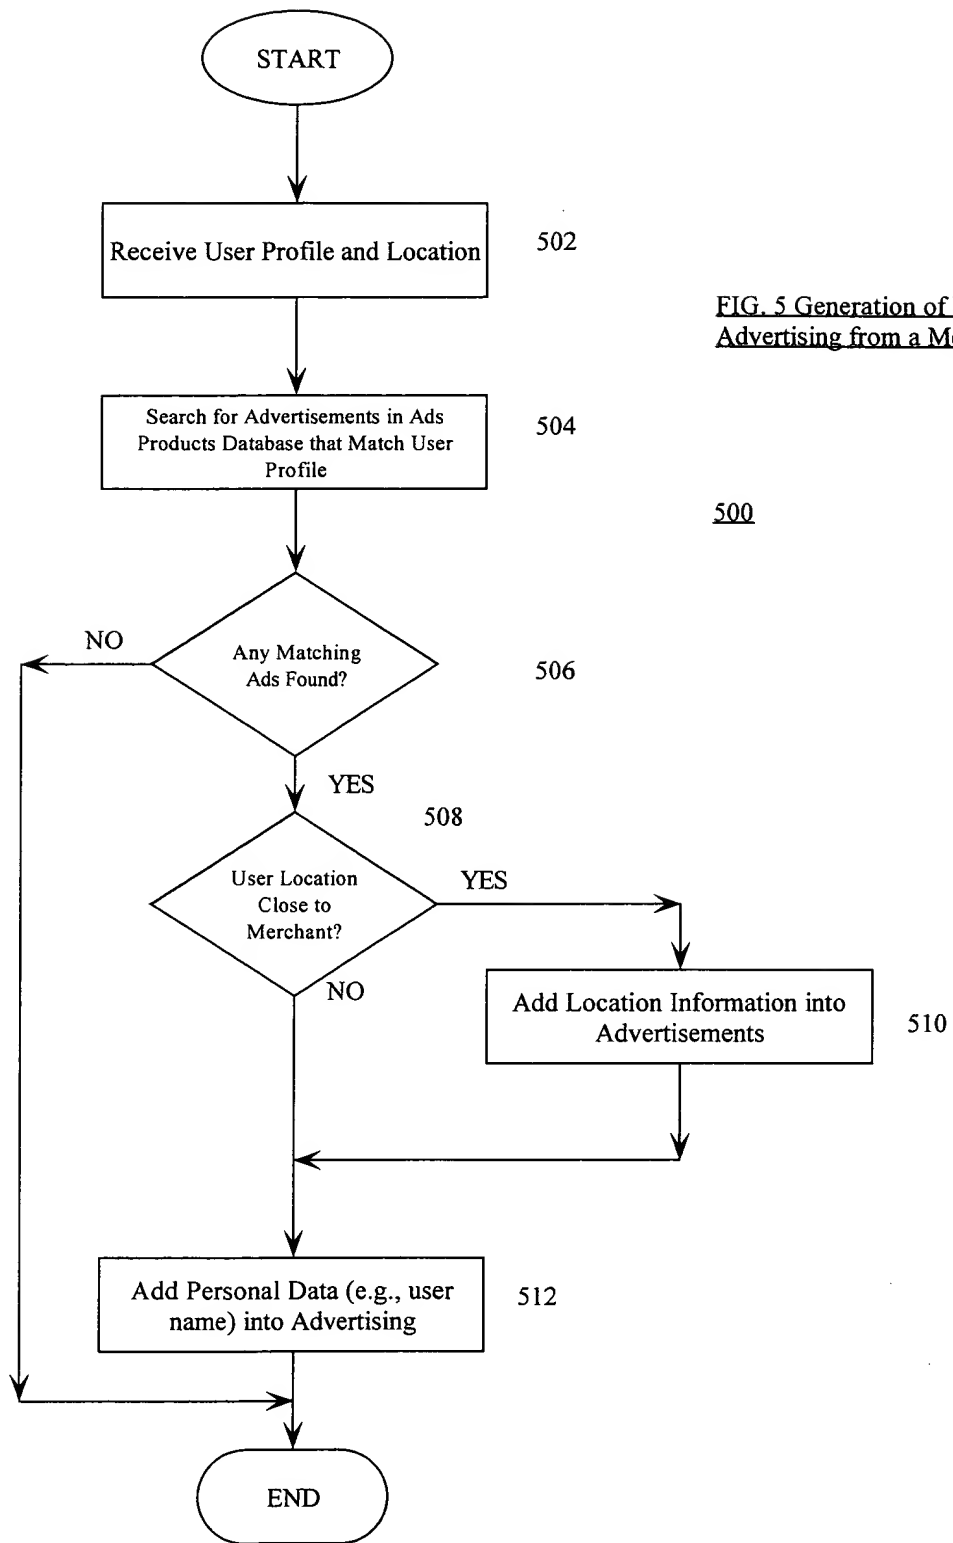 START
Receive User Profile and Location
502
FIG. 5 Generation of
Advertising from a
Search for Advertisements in Ads
Products Database that Match User
Profile
504
500
NO
Any Matching
Ads Found?
506
YES
508
User Location
Close to
Merchant?
YES
NO
Add Location Information into
Advertisements
510
Add Personal Data (e.g., user
name) into Advertising
512
END